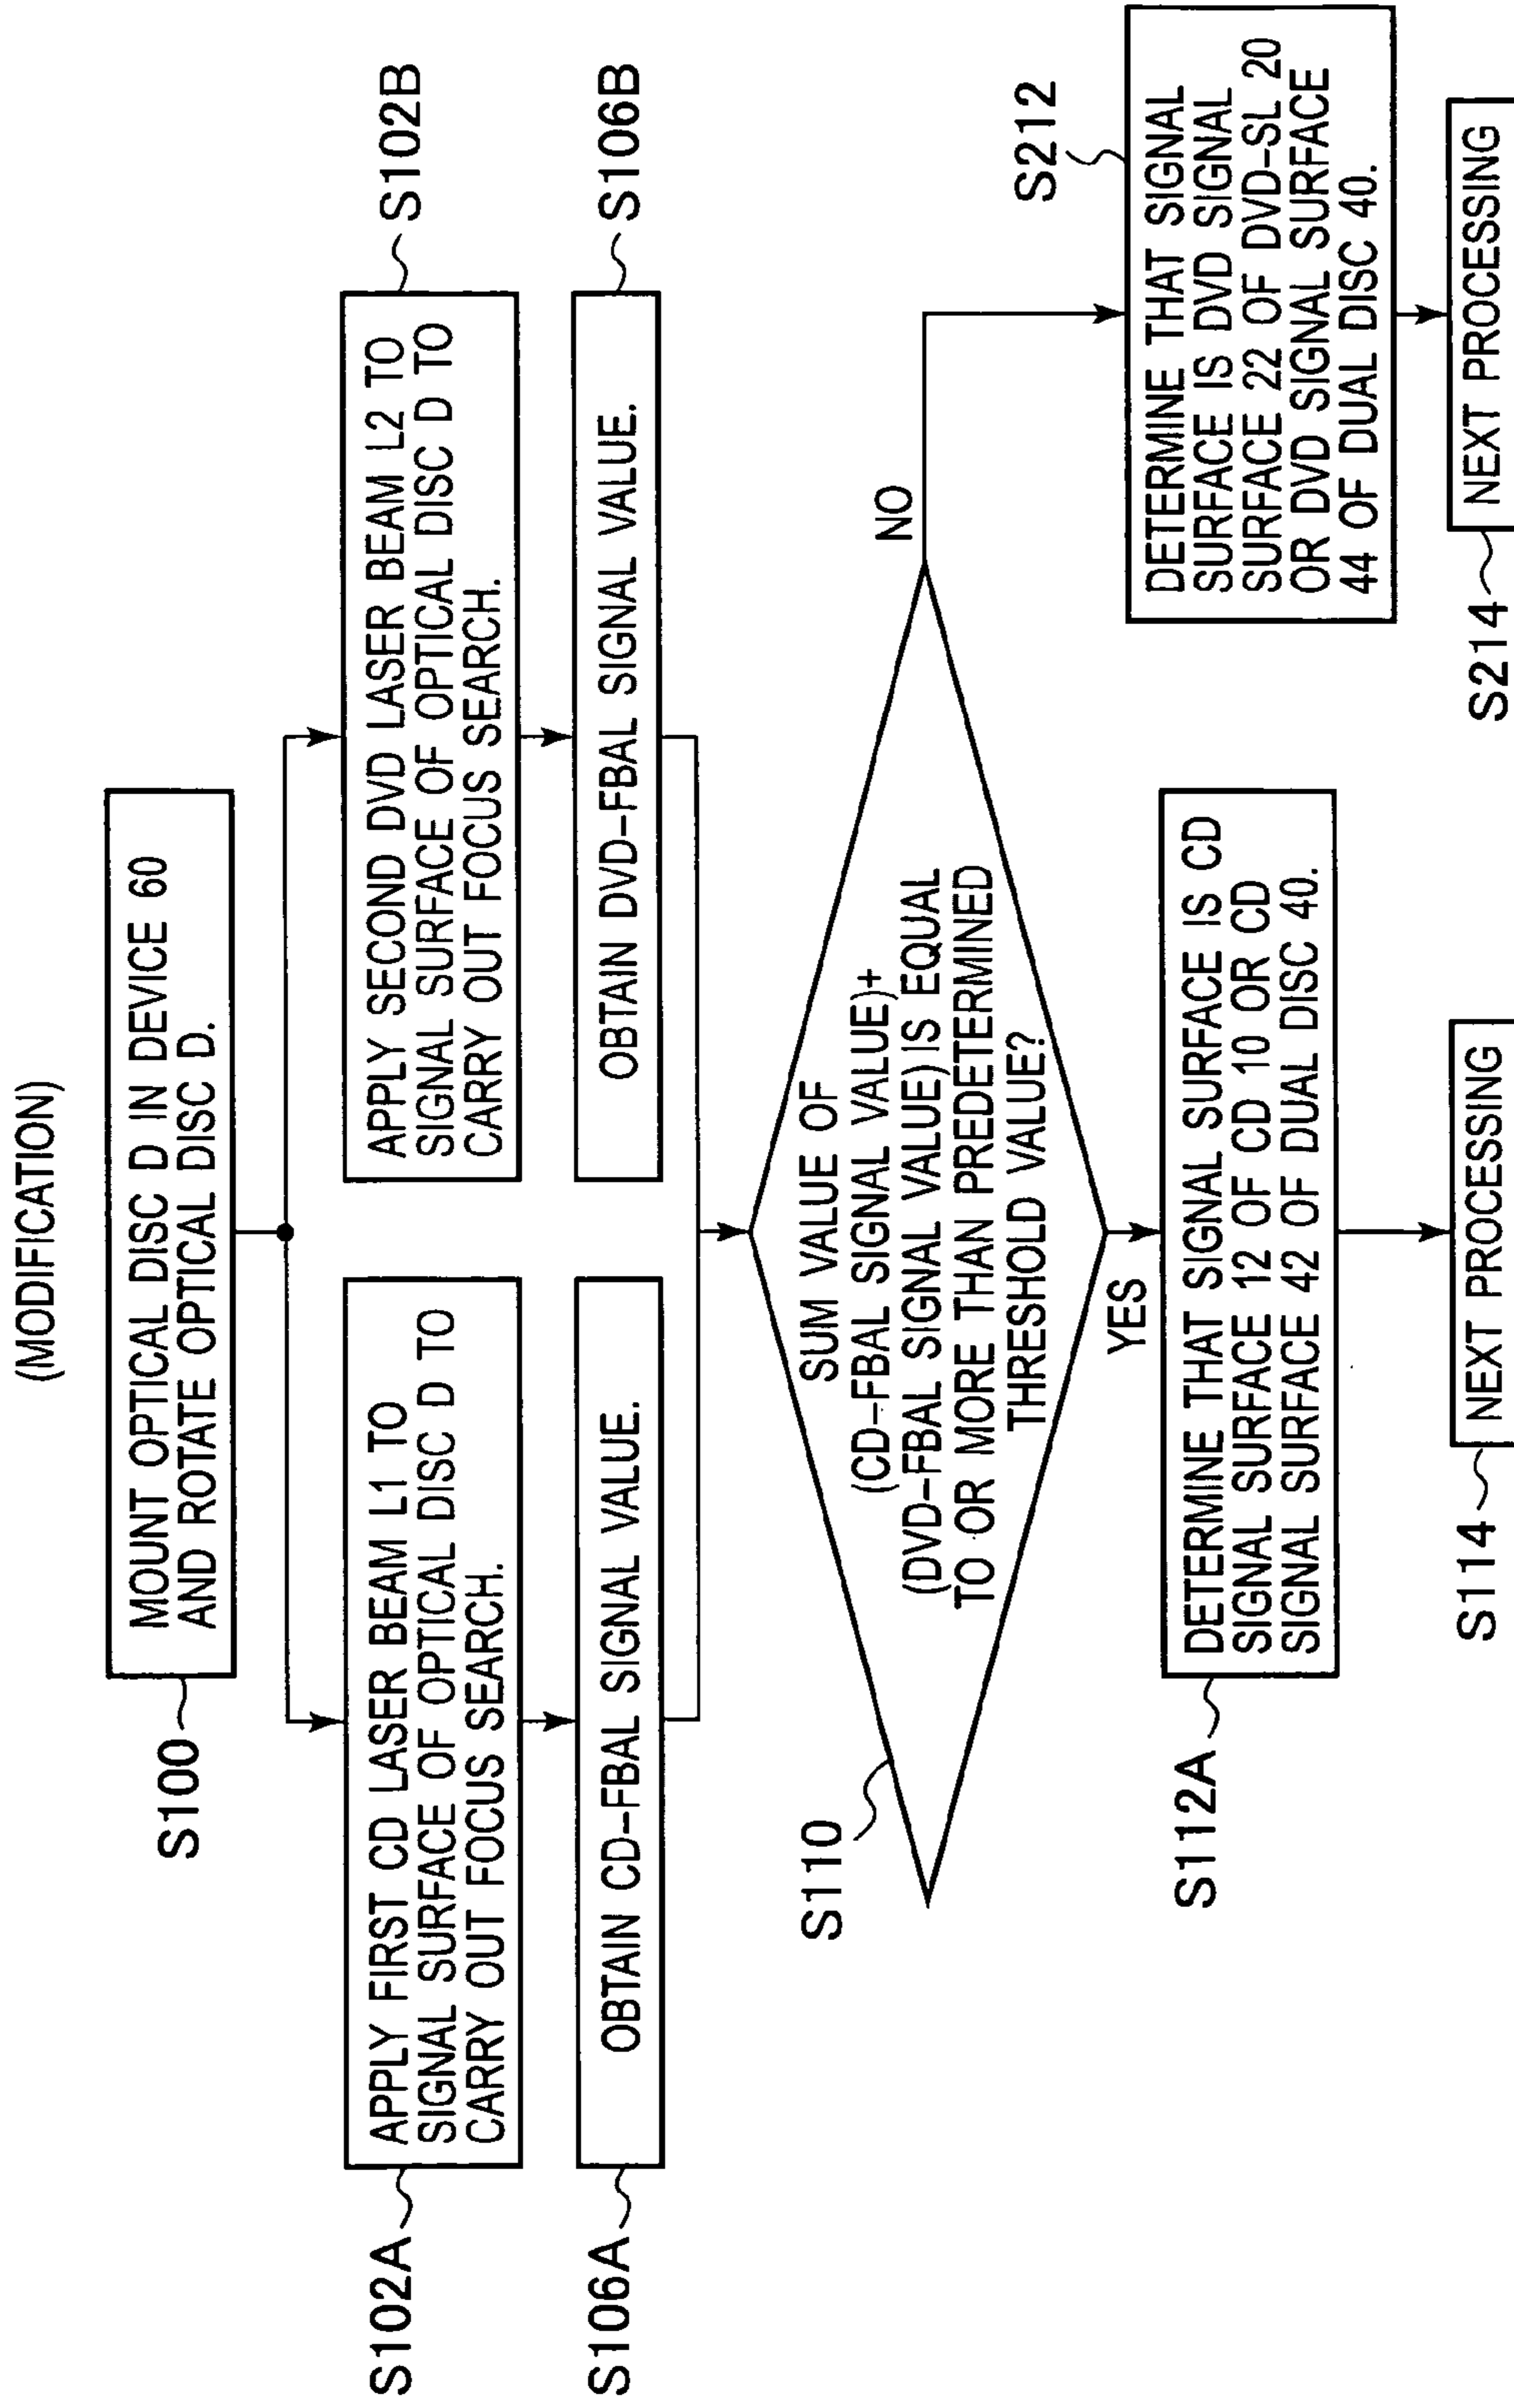 (MODIFICATION)
S100
MOUNT OPTICAL DISC D IN DEVICE 60
AND ROTATE OPTICAL DISC D.
S102A
APPLY FIRST CD LASER BEAM L1 TO
SIGNAL SURFACE OF OPTICAL DISC D TO
CARRY OUT FOCUS SEARCH.
APPLY SECOND DVD LASER BEAM L2 TO
SIGNAL SURFACE OF OPTICAL DISC D TO
CARRY OUT FOCUS SEARCH.
S102B
S106A
OBTAIN CD-FBAL SIGNAL VALUE.
OBTAIN DVD-FBAL SIGNAL VALUE.
S106B
S110
SUM VALUE OF
(CD-FBAL SIGNAL VALUE)+
(DVD-FBAL SIGNAL VALUE)IS EQUAL
TO OR MORE THAN PREDETERMINED
THRESHOLD VALUE?
NO
YES
S212
DETERMINE THAT SIGNAL
SURFACE IS DVD SIGNAL
SURFACE 22 OF DVD-SL 20
OR DVD SIGNAL SURFACE
44 OF DUAL DISC 40.
S112A
DETERMINE THAT SIGNAL SURFACE IS CD
SIGNAL SURFACE 12 OF CD 10 OR CD
SIGNAL SURFACE 42 OF DUAL DISC 40.
S114
NEXT PROCESSING
S214
NEXT PROCESSING